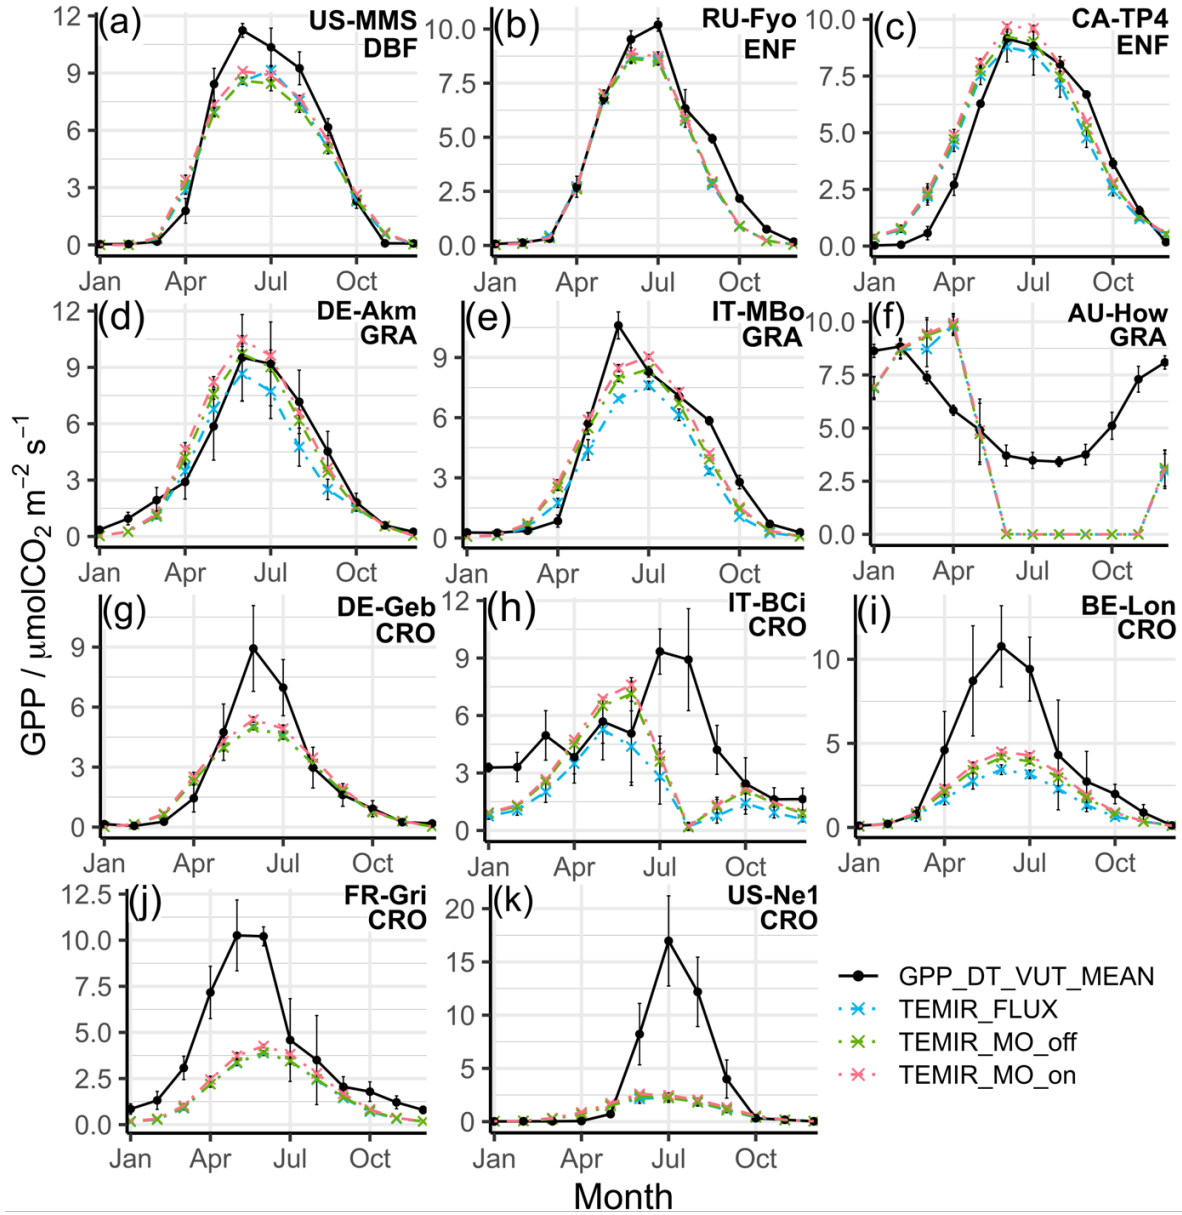 (a)
US-MMS
DBF
12
9
6
3
0
Jan
Apr
Jul
Oct
(b)
RU-Fyo
ENF
10.0
7.5
5.0
2.5
0.0
Jan
Apr
Jul
Oct
(c)
CA-TP4
ENF
10.0
7.5
5.0
2.5
0.0
Jan
Apr
Jul
Oct
(d)
DE-Akm
GRA
12
9
6
3
0
Jan
Apr
Jul
Oct
(e)
IT-MBo
GRA
9
6
3
0
Jan
Apr
Jul
Oct
(f)
AU-How
GRA
10.0
7.5
5.0
2.5
0.0
Jan
Apr
Jul
Oct
GPP / μmolCO₂ m⁻² s⁻¹
(g)
DE-Geb
CRO
9
6
3
0
Jan
Apr
Jul
Oct
(h)
IT-BCi
CRO
12
9
6
3
0
Jan
Apr
Jul
Oct
(i)
BE-Lon
CRO
10
5
0
Jan
Apr
Jul
Oct
(j)
FR-Gri
CRO
12.5
10.0
7.5
5.0
2.5
0.0
Jan
Apr
Jul
Oct
(k)
US-Ne1
CRO
20
15
10
5
0
Jan
Apr
Jul
Oct
GPP_DT_VUT_MEAN
TEMIR_FLUX
TEMIR_MO_off
TEMIR_MO_on
Month